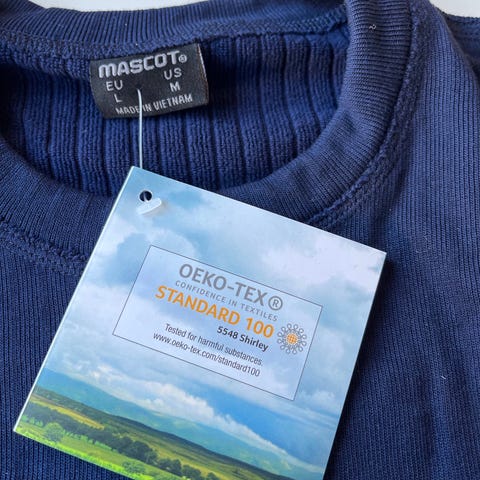 MASCOT®
EU US
L M
MADE IN VIETNAM
OEKO-TEX®
CONFIDENCE IN TEXTILES
STANDARD 100
5548 Shirley
Tested for harmful substances.
www.oeko-tex.com/standard100